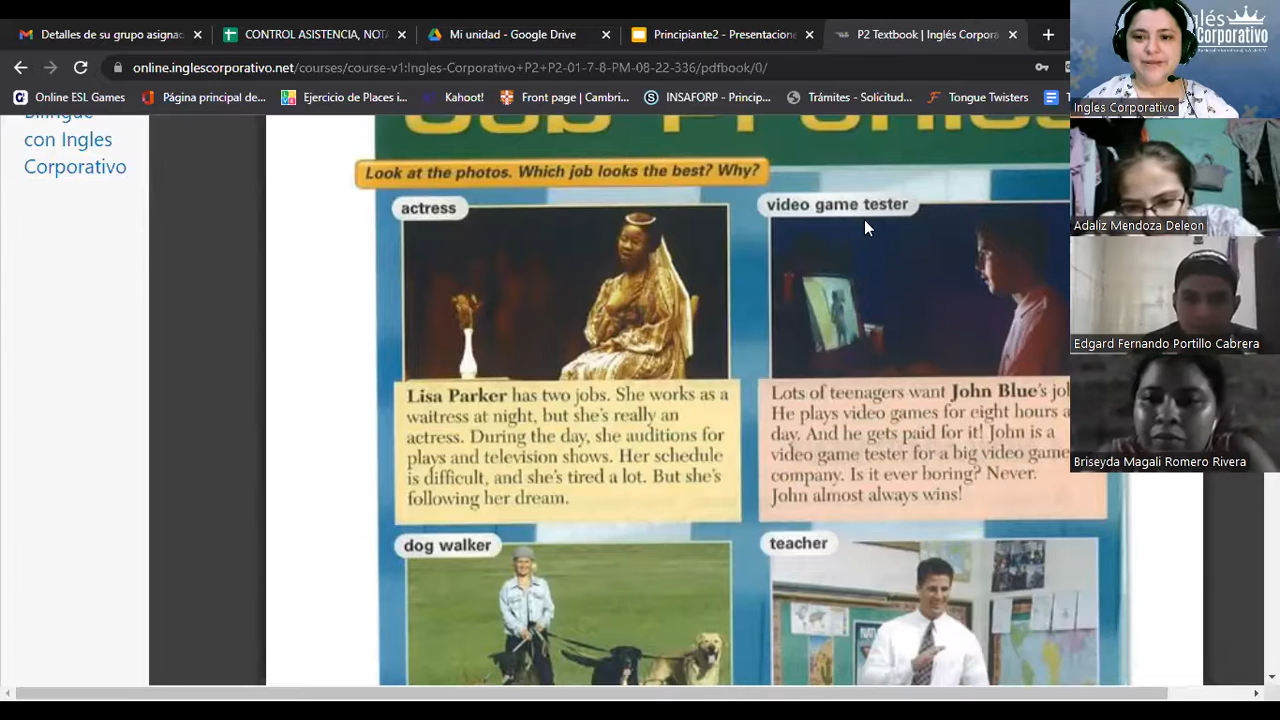 Detalles de su grupo asignac
CONTROL ASISTENCIA, NOTA
Mi unidad - Google Drive
Principiante2 - Presentacione
P2 Textbook | Inglés Corpora
online.inglescorporativo.net/courses/course-v1:Ingles-Corporativo+P2+P2-01-7-8-PM-08-22-336/pdfbook/0/
Online ESL Games
Página principal de...
Ejercicio de Places i...
Kahoot!
Front page | Cambri...
INSAFORP - Princip...
Trámites - Solicitud...
Tongue Twisters
Bilingüe
con Ingles
Corporativo
Job Profiles
Look at the photos. Which job looks the best? Why?
actress
Lisa Parker has two jobs. She works as a
waitress at night, but she's really an
actress. During the day, she auditions for
plays and television shows. Her schedule
is difficult, and she's tired a lot. But she's
following her dream.
video game tester
Lots of teenagers want John Blue's jo
He plays video games for eight hours a
day. And he gets paid for it! John is a
video game tester for a big video game
company. Is it ever boring? Never.
John almost always wins!
dog walker
teacher
Ingles Corporativo
Adaliz Mendoza Deleon
Edgard Fernando Portillo Cabrera
Briseyda Magali Romero Rivera